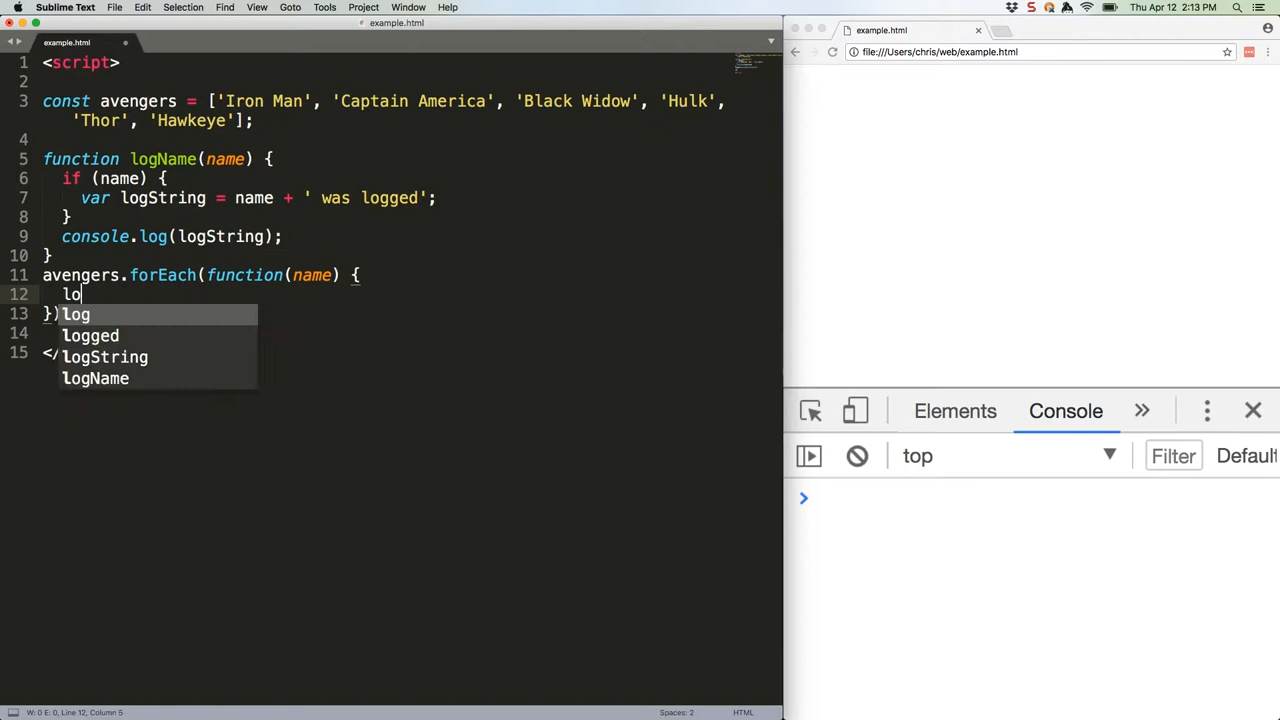 Sublime Text File Edit Selection Find View Goto Tools Project Window Help
Thu Apr 12 2:13 PM
example.html
example.html
1 <script>
2
3 const avengers = ['Iron Man', 'Captain America', 'Black Widow', 'Hulk',
'Thor', 'Hawkeye'];
4
5 function logName(name) {
6 if (name) {
7 var logString = name + ' was logged';
8 }
9 console.log(logString);
10 }
11 avengers.forEach(function(name) {
12 lo
13 })
14
15 </
log
logged
logString
logName
W: 0 E: 0, Line 12, Column 5
Spaces: 2
HTML
example.html
file:///Users/chris/web/example.html
Elements Console
top Filter Default